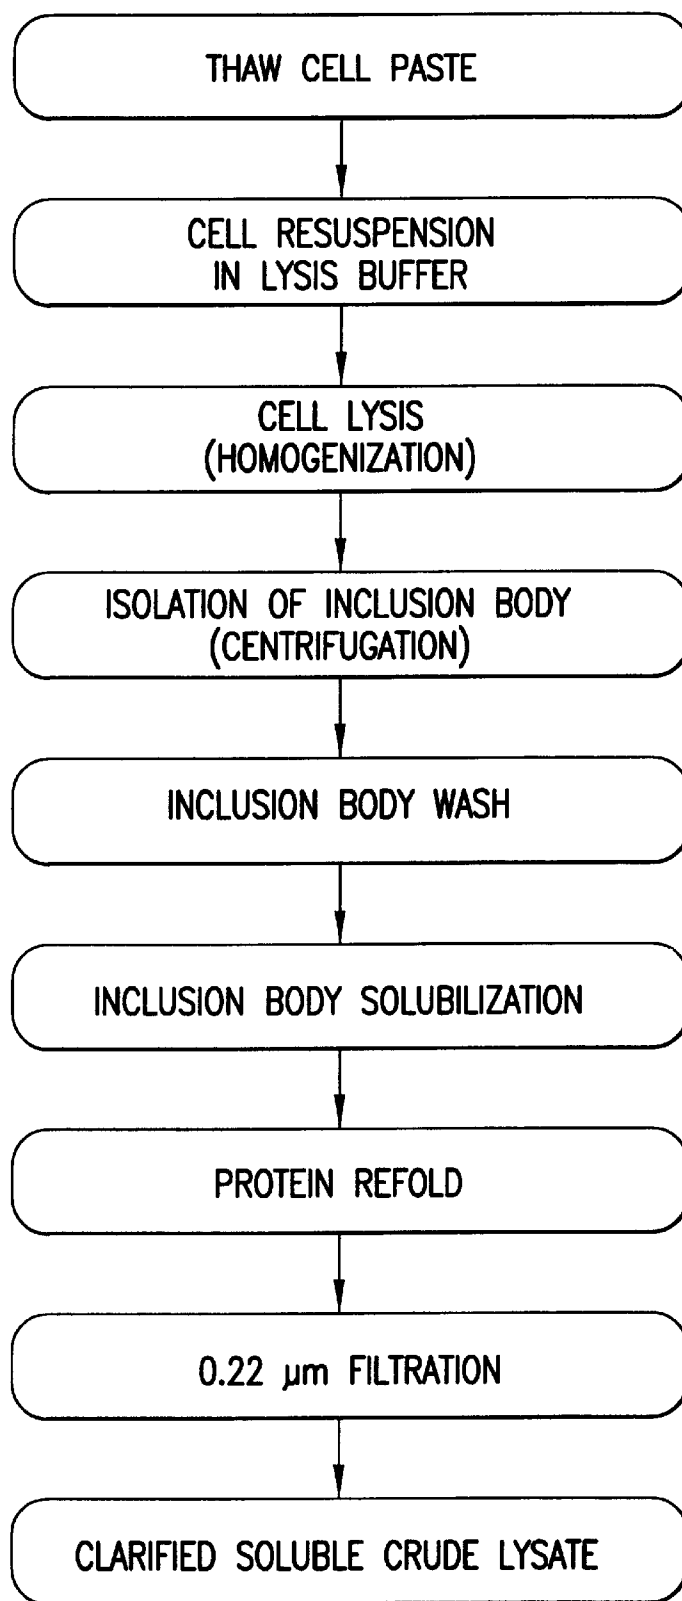 THAW CELL PASTE
CELL RESUSPENSION
IN LYSIS BUFFER
CELL LYSIS
(HOMOGENIZATION)
ISOLATION OF INCLUSION BODY
(CENTRIFUGATION)
INCLUSION BODY WASH
INCLUSION BODY SOLUBILIZATION
PROTEIN REFOLD
0.22 µm FILTRATION
CLARIFIED SOLUBLE CRUDE LYSATE